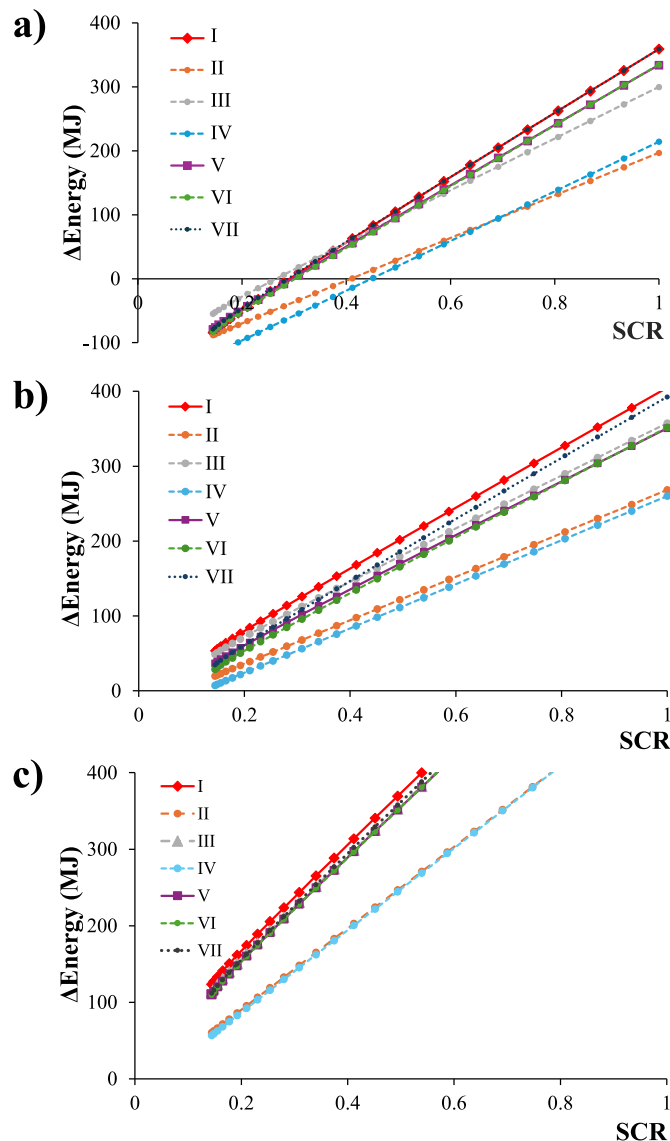 a)
400
300
200
100
0
-100
ΔEnergy (MJ)
I
II
III
IV
V
VI
VII
0
0.2
0.4
0.6
0.8
1
SCR
b)
400
300
200
100
0
ΔEnergy (MJ)
I
II
III
IV
V
VI
VII
0
0.2
0.4
0.6
0.8
1
SCR
c)
400
300
200
100
0
ΔEnergy (MJ)
I
II
III
IV
V
VI
VII
0
0.2
0.4
0.6
0.8
1
SCR